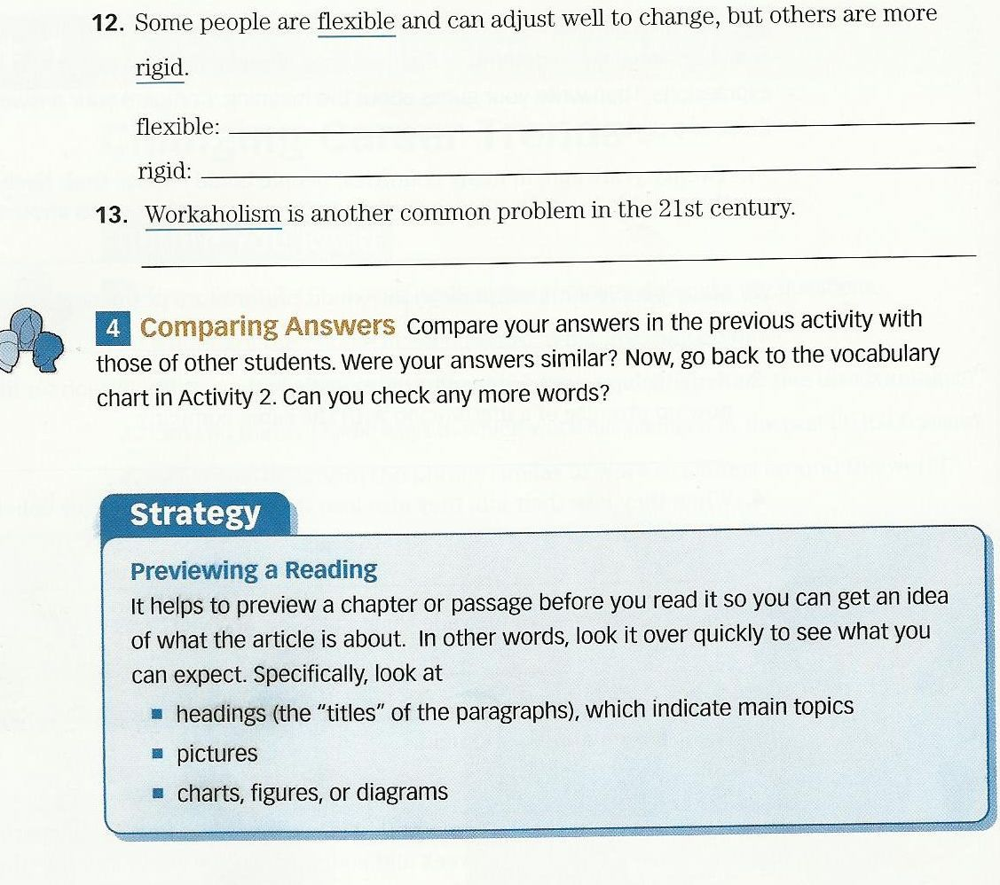 12. Some people are flexible and can adjust well to change, but others are more
rigid.
flexible:
rigid:
13. Workaholism is another common problem in the 21st century.
4 Comparing Answers Compare your answers in the previous activity with
those of other students. Were your answers similar? Now, go back to the vocabulary
chart in Activity 2. Can you check any more words?
Strategy
Previewing a Reading
It helps to preview a chapter or passage before you read it so you can get an idea
of what the article is about. In other words, look it over quickly to see what you
can expect. Specifically, look at
■ headings (the “titles” of the paragraphs), which indicate main topics
■ pictures
■ charts, figures, or diagrams